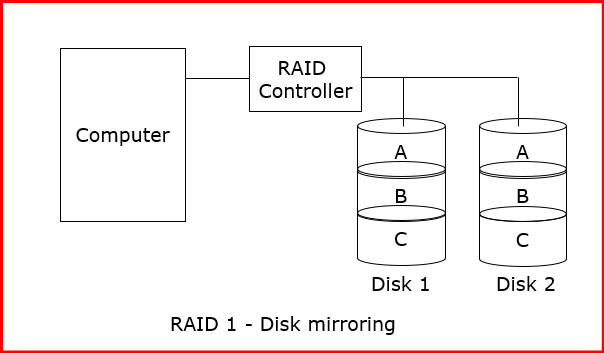 RAID
Controller
Computer
A
A
B
B
C
C
Disk 1
Disk 2
RAID 1 - Disk mirroring